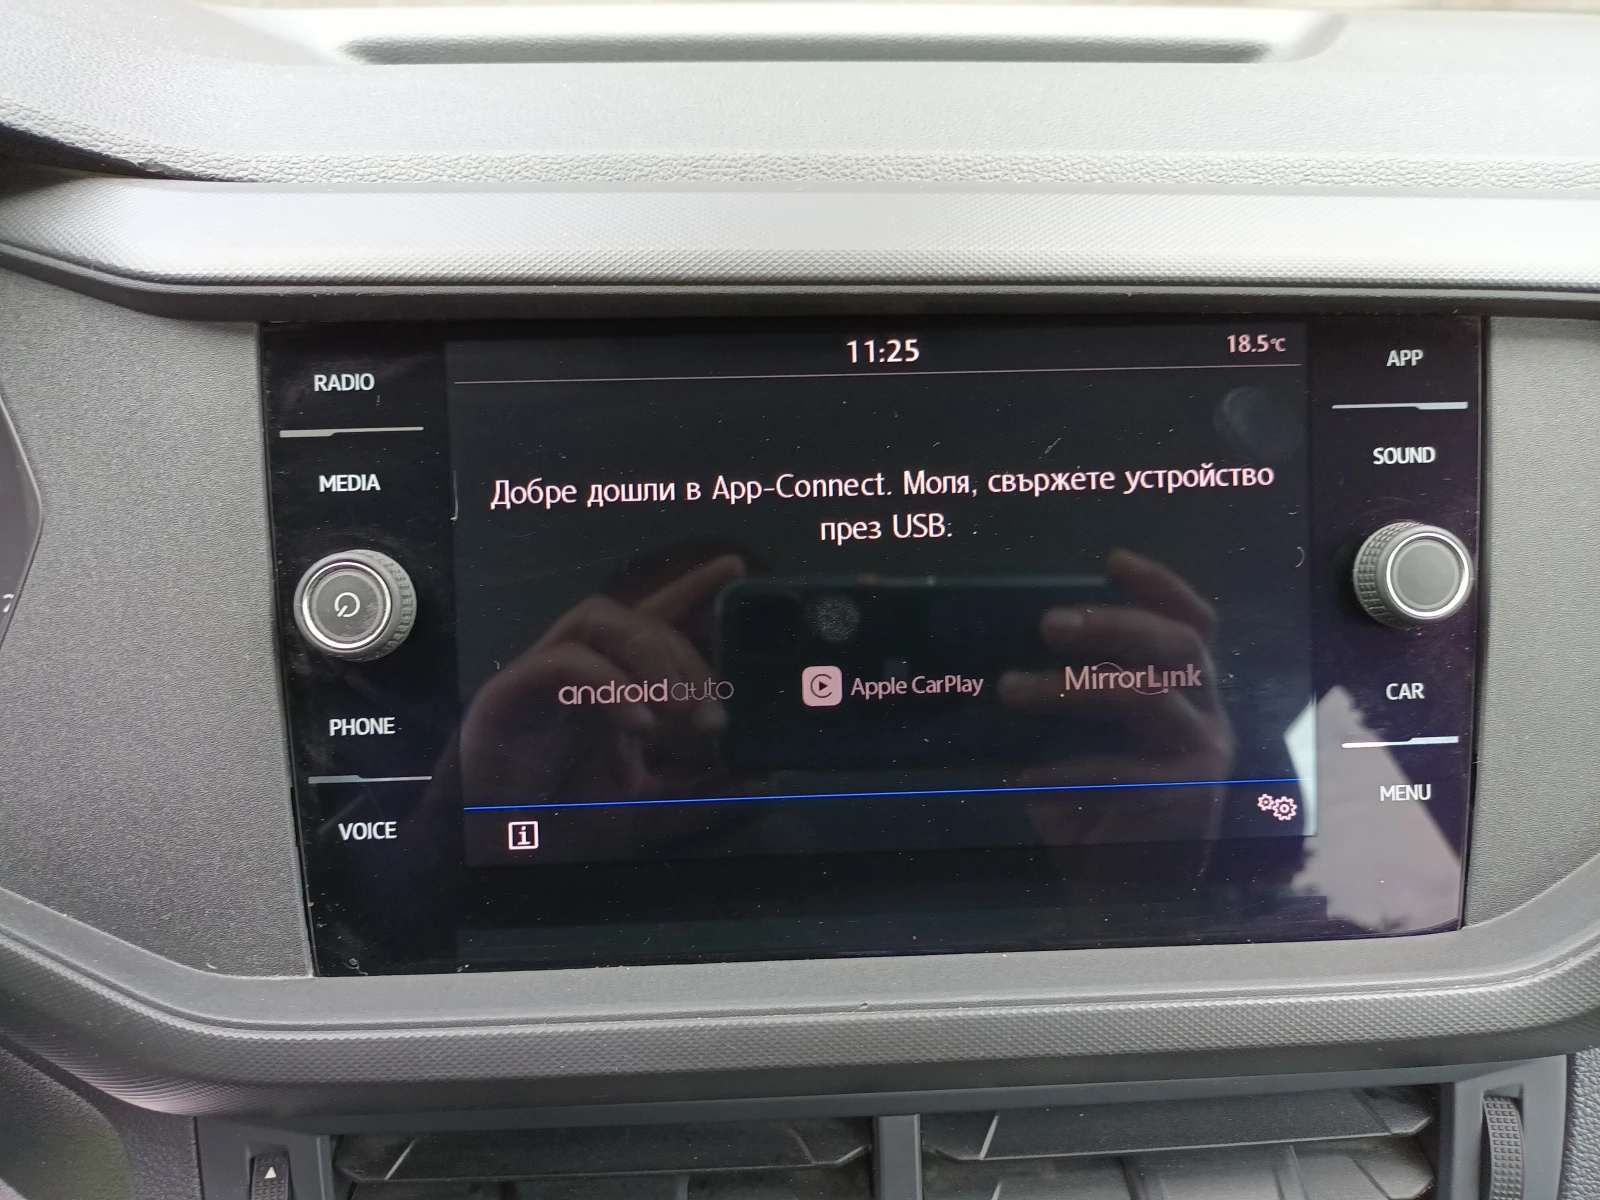 11:25
18.5°C
RADIO
MEDIA
PHONE
VOICE
Добре дошли в App-Connect. Моля, свържете устройство
през USB.
androidauto
Apple CarPlay
MirrorLink
i
APP
SOUND
CAR
MENU